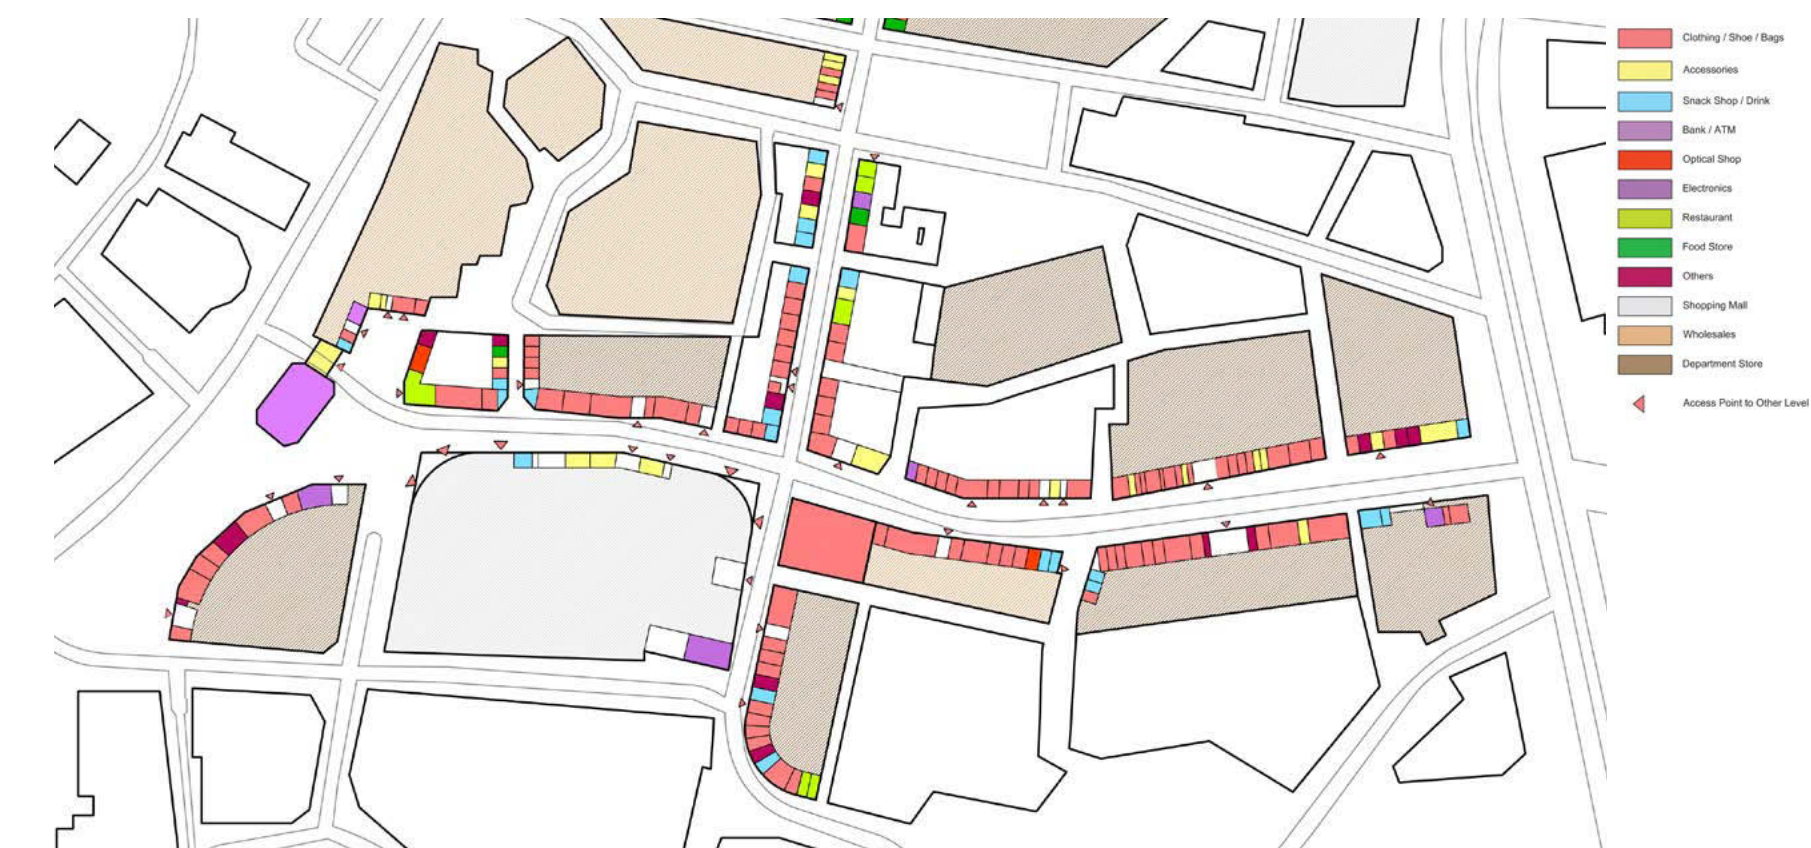 Clothing / Shoe / Bags
Accessories
Snack Shop / Drink
Bank / ATM
Optical Shop
Electronics
Restaurant
Food Store
Others
Shopping Mall
Wholesales
Department Store
Access Point to Other Level